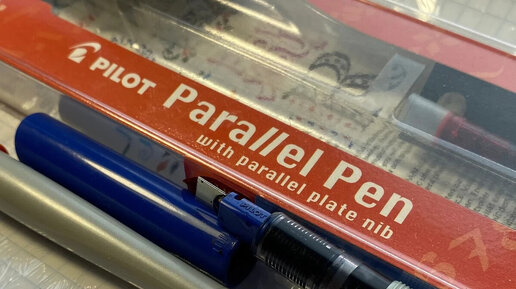 PILOT
Parallel Pen
with parallel plate nib